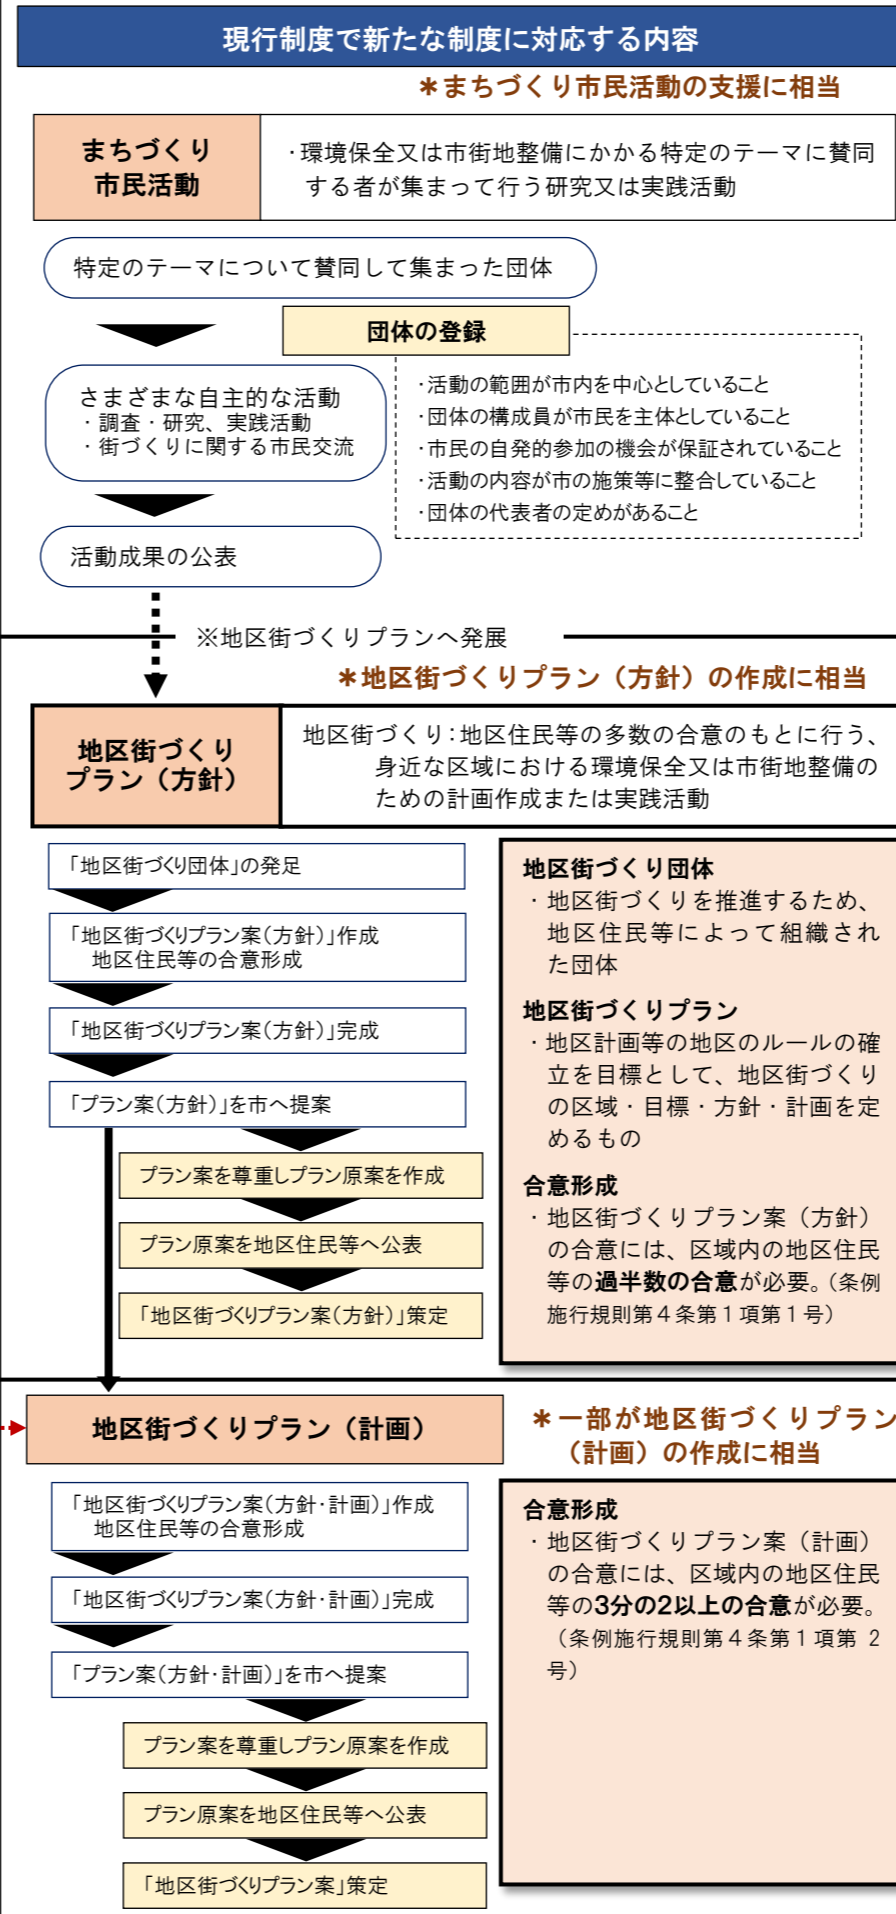 現行制度で新たな制度に対応する内容
＊まちづくり市民活動の支援に相当
まちづくり
市民活動
・環境保全又は市街地整備にかかる特定のテーマに賛同
する者が集まって行う研究又は実践活動
特定のテーマについて賛同して集まった団体
団体の登録
・活動の範囲が市内を中心としていること
・団体の構成員が市民を主体としていること
・市民の自発的参加の機会が保証されていること
・活動の内容が市の施策等に整合していること
・団体の代表者の定めがあること
さまざまな自主的な活動
・調査・研究、実践活動
・街づくりに関する市民交流
活動成果の公表
※地区街づくりプランへ発展
＊地区街づくりプラン（方針）の作成に相当
地区街づくり
プラン（方針）
地区街づくり：地区住民等の多数の合意のもとに行う、
身近な区域における環境保全又は市街地整備の
ための計画作成または実践活動
「地区街づくり団体」の発足
「地区街づくりプラン案（方針）」作成
地区住民等の合意形成
「地区街づくりプラン案（方針）」完成
「プラン案（方針）」を市へ提案
プラン案を尊重しプラン原案を作成
プラン原案を地区住民等へ公表
「地区街づくりプラン案（方針）」策定
地区街づくり団体
・地区街づくりを推進するため、
地区住民等によって組織され
た団体
地区街づくりプラン
・地区計画等の地区のルールの確
立を目標として、地区街づくり
の区域・目標・方針・計画を定
めるもの
合意形成
・地区街づくりプラン案（方針）
の合意には、区域内の地区住民
等の過半数の合意が必要。（条例
施行規則第４条第１項第１号）
地区街づくりプラン（計画）
＊一部が地区街づくりプラン
（計画）の作成に相当
「地区街づくりプラン案（方針・計画）」作成
地区住民等の合意形成
「地区街づくりプラン案（方針・計画）」完成
「プラン案（方針・計画）」を市へ提案
プラン案を尊重しプラン原案を作成
プラン原案を地区住民等へ公表
「地区街づくりプラン案」策定
合意形成
・地区街づくりプラン案（計画）
の合意には、区域内の地区住民
等の3分の2以上の合意が必要。
（条例施行規則第４条第１項第 ２
号）